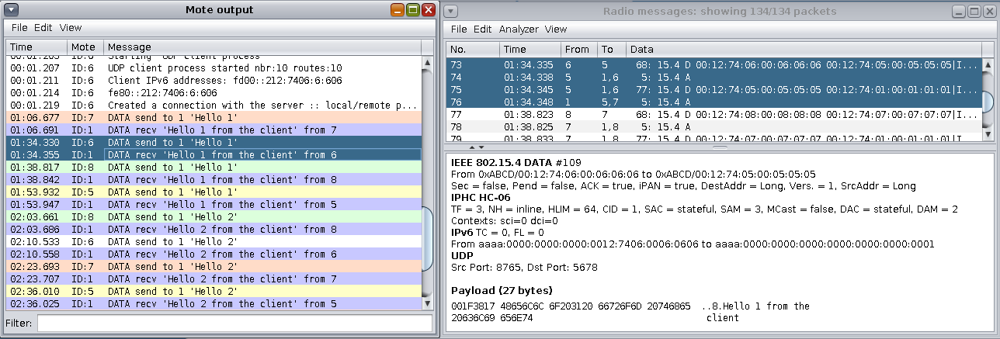 Mote output
File Edit View
Time Mote Message
00:01.203 ID:6 Starting 'UDP client process'
00:01.207 ID:6 UDP client process started nbr:10 routes:10
00:01.211 ID:6 Client IPv6 addresses: fd00::212:7406:6:606
00:01.214 ID:6 fe80::212:7406:6:606
00:01.219 ID:6 Created a connection with the server :: local/remote p...
01:06.677 ID:7 DATA send to 1 'Hello 1'
01:06.691 ID:1 DATA recv 'Hello 1 from the client' from 7
01:34.330 ID:6 DATA send to 1 'Hello 1'
01:34.355 ID:1 DATA recv 'Hello 1 from the client' from 6
01:38.817 ID:8 DATA send to 1 'Hello 1'
01:38.842 ID:1 DATA recv 'Hello 1 from the client' from 8
01:53.932 ID:5 DATA send to 1 'Hello 1'
01:53.947 ID:1 DATA recv 'Hello 1 from the client' from 5
02:03.661 ID:8 DATA send to 1 'Hello 2'
02:03.686 ID:1 DATA recv 'Hello 2 from the client' from 8
02:10.533 ID:6 DATA send to 1 'Hello 2'
02:10.558 ID:1 DATA recv 'Hello 2 from the client' from 6
02:23.693 ID:7 DATA send to 1 'Hello 2'
02:23.707 ID:1 DATA recv 'Hello 2 from the client' from 7
02:36.010 ID:5 DATA send to 1 'Hello 2'
02:36.025 ID:1 DATA recv 'Hello 2 from the client' from 5
Filter:
Radio messages: showing 134/134 packets
File Edit Analyzer View
No. Time From To Data
73 01:34.335 6 5 68: 15.4 D 00:12:74:06:00:06:06:06 00:12:74:05:00:05:05:05|I...
74 01:34.338 5 1,6 5: 15.4 A
75 01:34.345 5 1,6 77: 15.4 D 00:12:74:05:00:05:05:05 00:12:74:01:00:01:01:01|I...
76 01:34.348 1 5,7 5: 15.4 A
77 01:38.823 8 7 68: 15.4 D 00:12:74:08:00:08:08:08 00:12:74:07:00:07:07:07|I...
78 01:38.825 7 1,8 5: 15.4 A
79 01:38.833 7 1,8 77: 15.4 D 00:12:74:07:00:07:07:07 00:12:74:01:00:01:01:01|I...
IEEE 802.15.4 DATA #109
From 0xABCD/00:12:74:06:00:06:06:06 to 0xABCD/00:12:74:05:00:05:05:05
Sec = false, Pend = false, ACK = true, iPAN = true, DestAddr = Long, Vers. = 1, SrcAddr = Long
IPHC HC-06
TF = 3, NH = inline, HLIM = 64, CID = 1, SAC = stateful, SAM = 3, MCast = false, DAC = stateful, DAM = 2
Contexts: sci=0 dci=0
IPv6 TC = 0, FL = 0
From aaaa:0000:0000:0000:0012:7406:0006:0606 to aaaa:0000:0000:0000:0000:0000:0000:0001
UDP
Src Port: 8765, Dst Port: 5678
Payload (27 bytes)
001F3817 48656C6C 6F203120 66726F6D 20746865 ..8.Hello 1 from the
20636C69 656E74 client